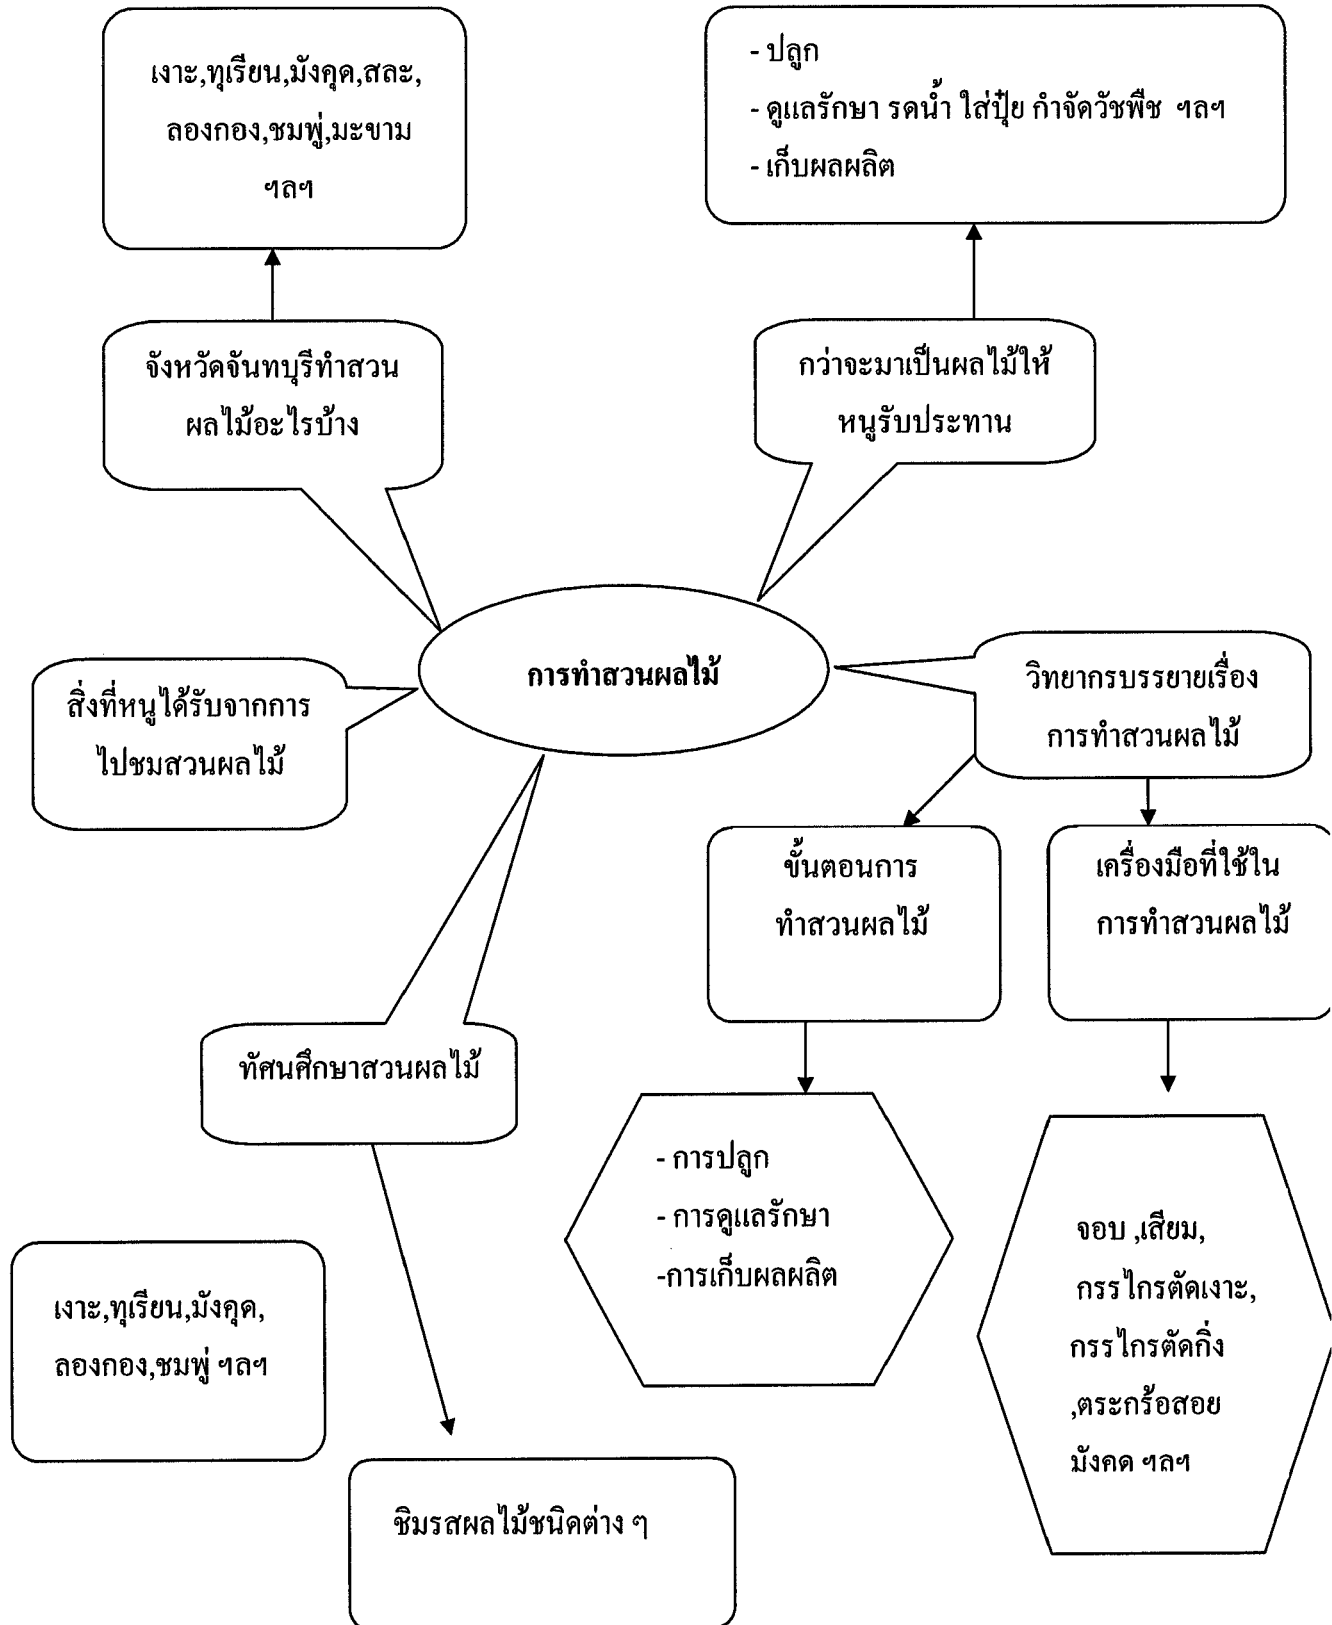 เงาะ,ทุเรียน,มังคุด,สละ,
ลองกอง,ชมพู่,มะขาม
ฯลฯ
- ปลูก
- ดูแลรักษา รดน้ำ ใส่ปุ๋ย กำจัดวัชพืช ฯลฯ
- เก็บผลผลิต
จังหวัดจันทบุรีทำสวน
ผลไม้อะไรบ้าง
กว่าจะมาเป็นผลไม้ให้
หนูรับประทาน
การทำสวนผลไม้
สิ่งที่หนูได้รับจากการ
ไปชมสวนผลไม้
วิทยากรบรรยายเรื่อง
การทำสวนผลไม้
ขั้นตอนการ
ทำสวนผลไม้
เครื่องมือที่ใช้ใน
การทำสวนผลไม้
ทัศนศึกษาสวนผลไม้
- การปลูก
- การดูแลรักษา
-การเก็บผลผลิต
จอบ ,เสียม,
กรรไกรตัดเงาะ,
กรรไกรตัดกิ่ง
,ตระกร้อสอย
มังคด ฯลฯ
เงาะ,ทุเรียน,มังคุด,
ลองกอง,ชมพู่ ฯลฯ
ชิมรสผลไม้ชนิดต่าง ๆ